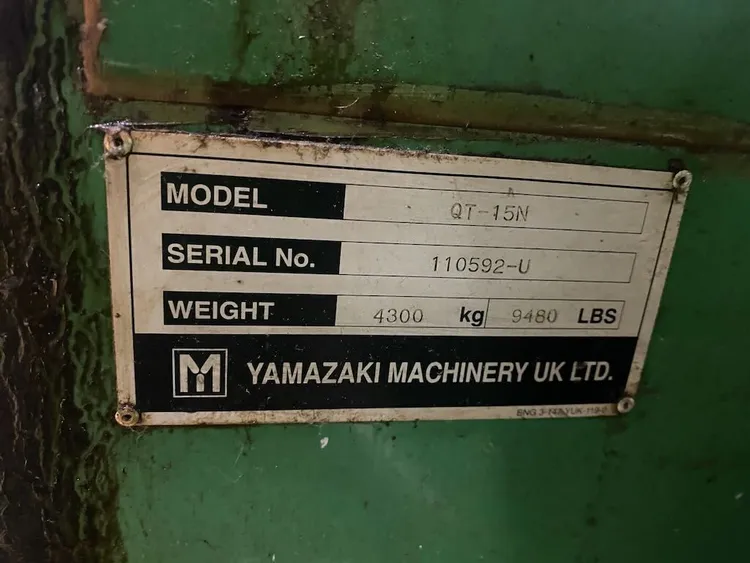 MODEL QT-15N
SERIAL No. 110592-U
WEIGHT 4300 kg 9480 LBS
M YAMAZAKI MACHINERY UK LTD.